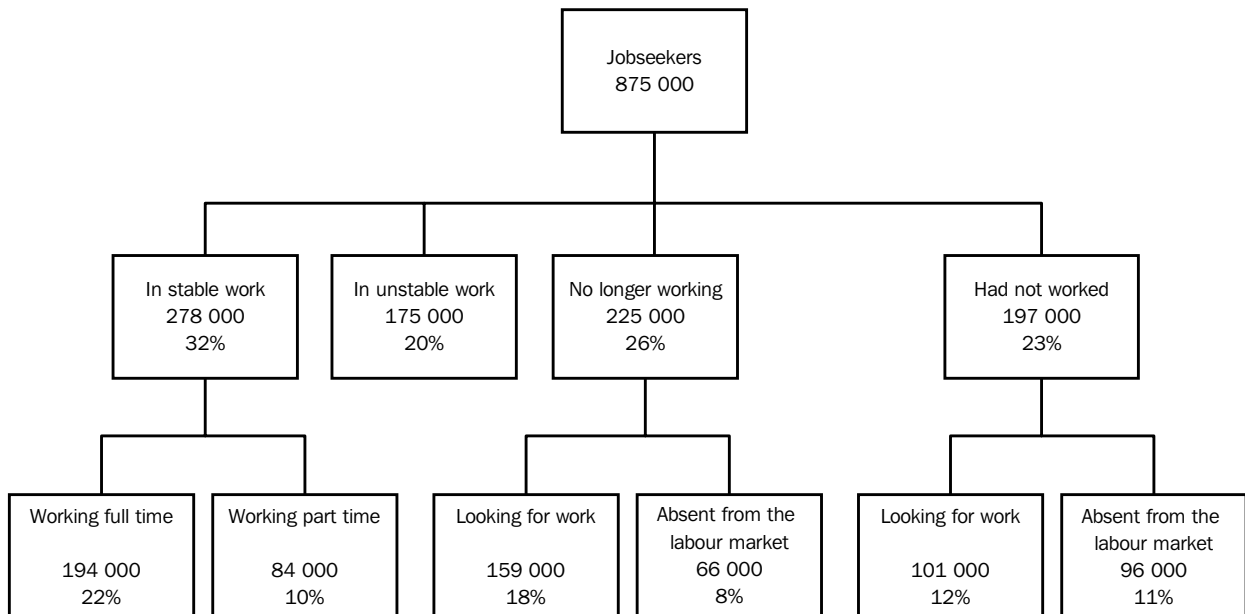 Jobseekers
875 000
In stable work
278 000
32%
In unstable work
175 000
20%
No longer working
225 000
26%
Had not worked
197 000
23%
Working full time
194 000
22%
Working part time
84 000
10%
Looking for work
159 000
18%
Absent from the
labour market
66 000
8%
Looking for work
101 000
12%
Absent from the
labour market
96 000
11%